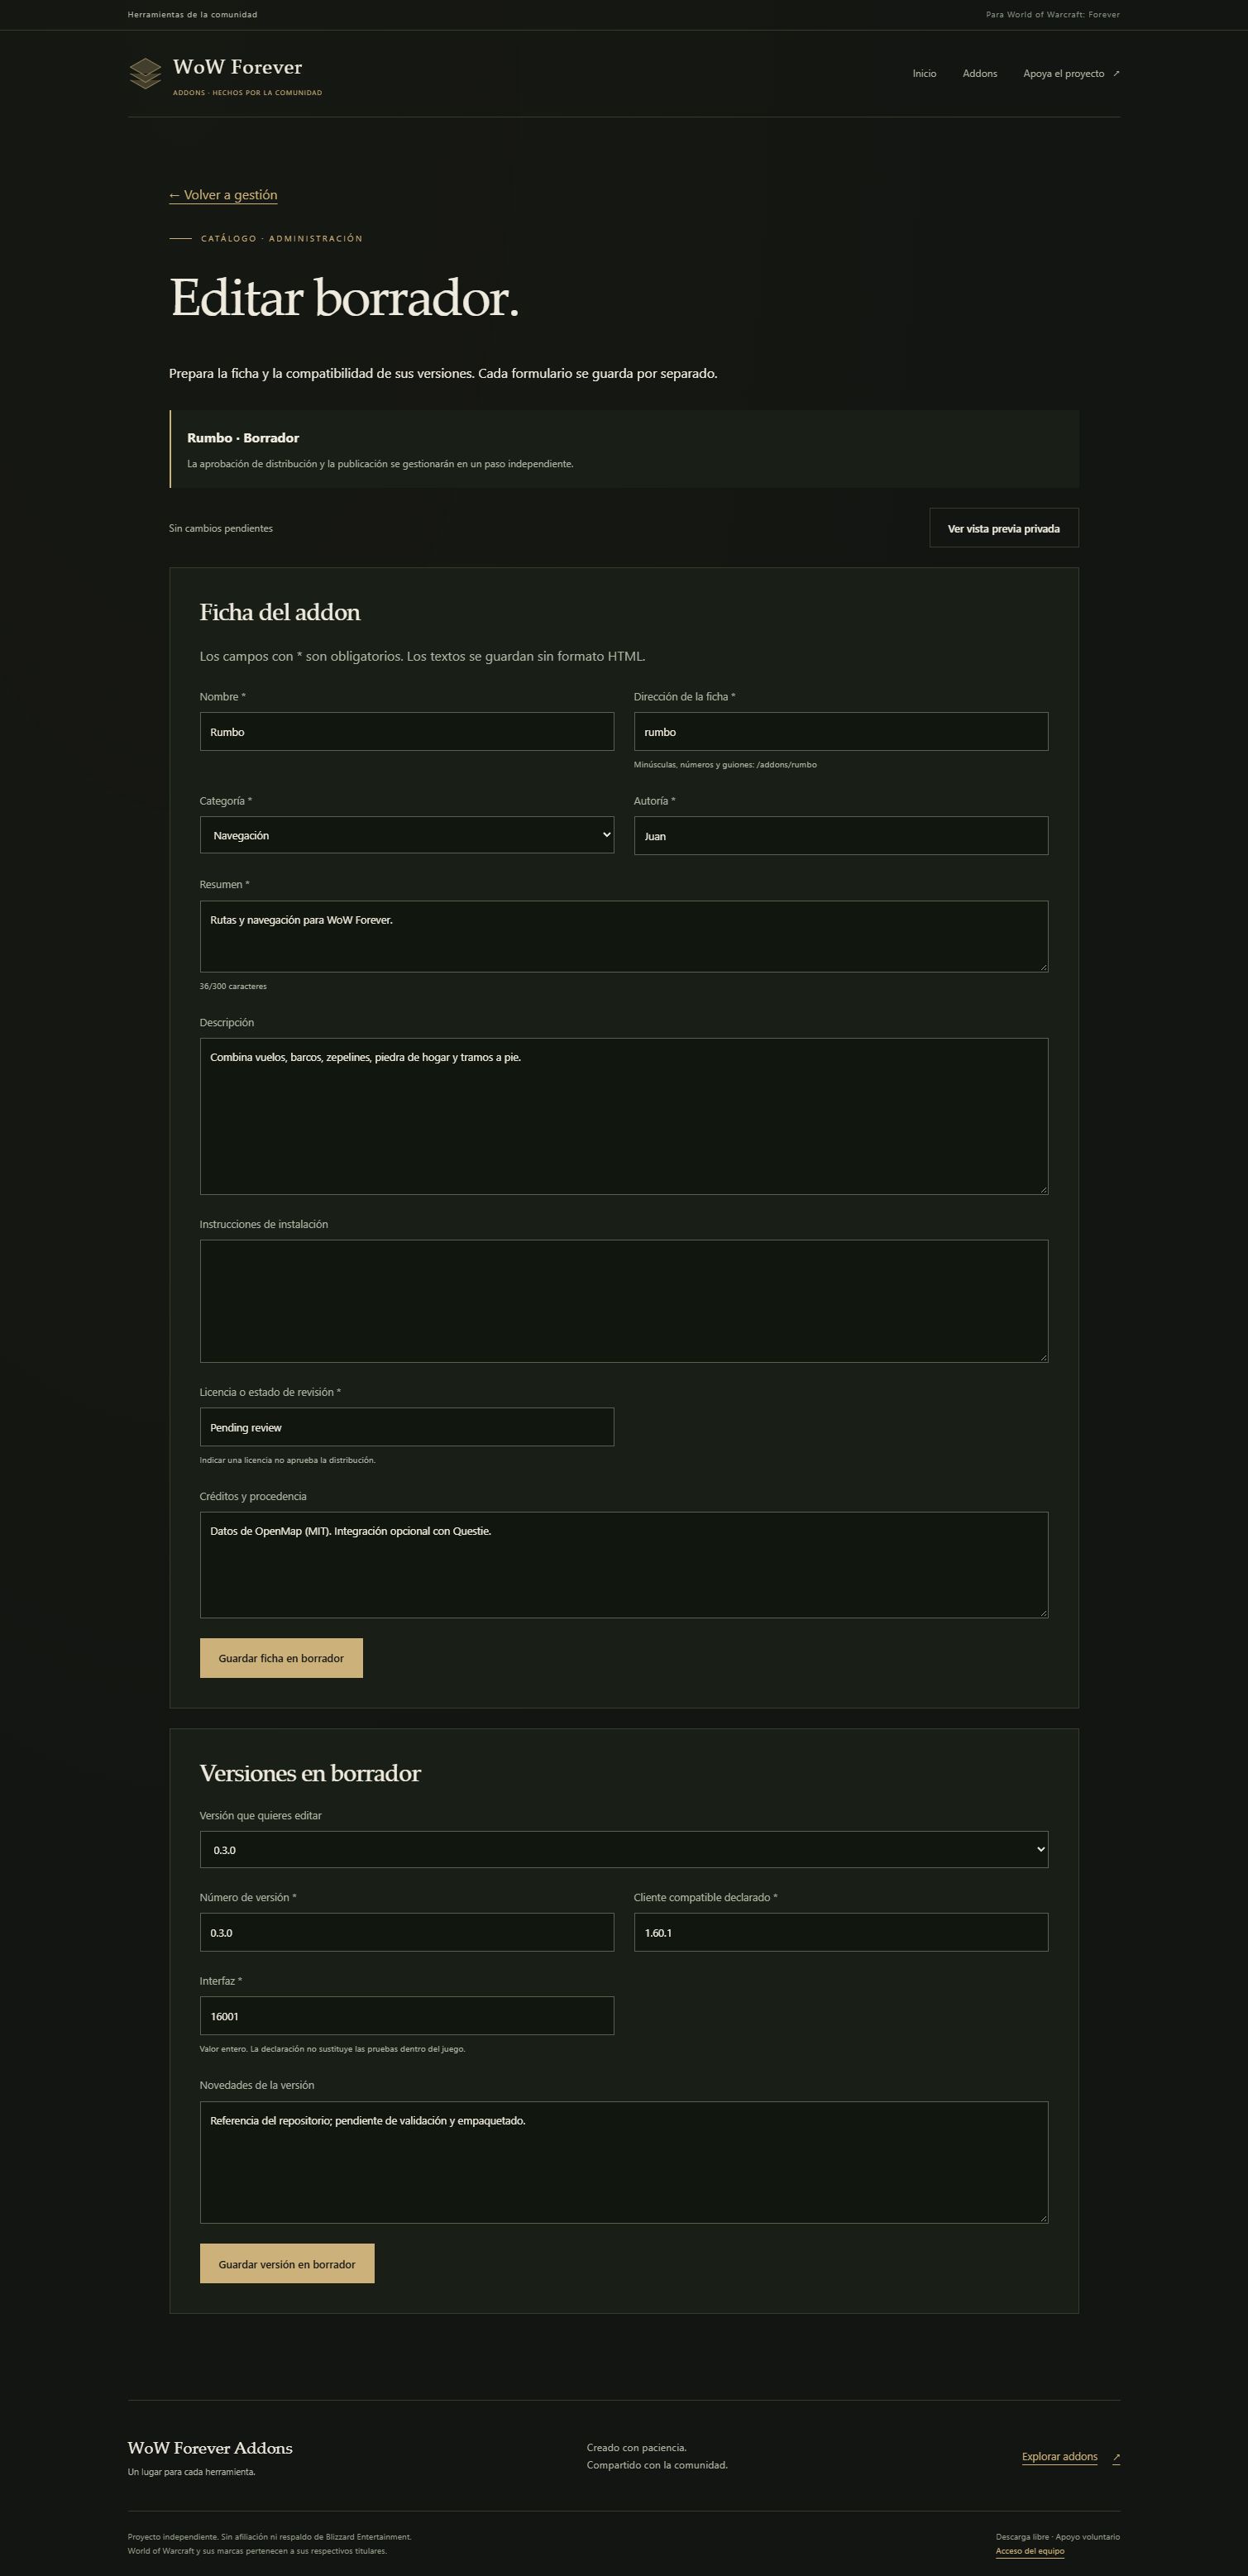 Herramientas de la comunidad
Para World of Warcraft: Forever
WoW Forever
ADDONS · HECHOS POR LA COMUNIDAD
Inicio
Addons
Apoya el proyecto ↗
← Volver a gestión
CATÁLOGO · ADMINISTRACIÓN
Editar borrador.
Prepara la ficha y la compatibilidad de sus versiones. Cada formulario se guarda por separado.
Rumbo · Borrador
La aprobación de distribución y la publicación se gestionarán en un paso independiente.
Sin cambios pendientes
Ver vista previa privada
Ficha del addon
Los campos con * son obligatorios. Los textos se guardan sin formato HTML.
Nombre *
Dirección de la ficha *
Rumbo
rumbo
Minúsculas, números y guiones: /addons/rumbo
Categoría *
Autoría *
Navegación
Juan
Resumen *
Rutas y navegación para WoW Forever.
36/300 caracteres
Descripción
Combina vuelos, barcos, zepelines, piedra de hogar y tramos a pie.
Instrucciones de instalación
Licencia o estado de revisión *
Pending review
Indicar una licencia no aprueba la distribución.
Créditos y procedencia
Datos de OpenMap (MIT). Integración opcional con Questie.
Guardar ficha en borrador
Versiones en borrador
Versión que quieres editar
0.3.0
Número de versión *
Cliente compatible declarado *
0.3.0
1.60.1
Interfaz *
16001
Valor entero. La declaración no sustituye las pruebas dentro del juego.
Novedades de la versión
Referencia del repositorio; pendiente de validación y empaquetado.
Guardar versión en borrador
WoW Forever Addons
Un lugar para cada herramienta.
Creado con paciencia.
Compartido con la comunidad.
Explorar addons ↗
Proyecto independiente. Sin afiliación ni respaldo de Blizzard Entertainment.
World of Warcraft y sus marcas pertenecen a sus respectivos titulares.
Descarga libre · Apoyo voluntario
Acceso del equipo